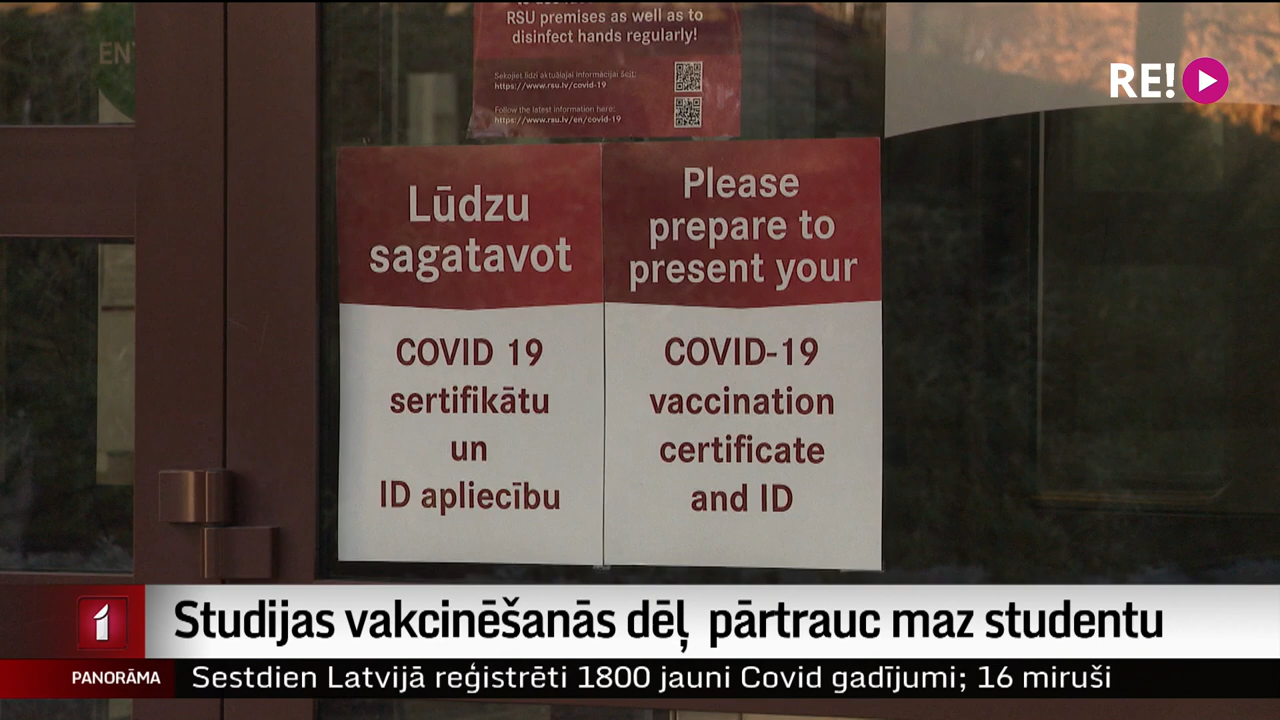 RSU premises as well as to
disinfect hands regularly!
Sekojiet līdzi aktuālajai informācijai šeit:
https://www.rsu.lv/covid-19
Follow the latest information here:
https://www.rsu.lv/en/covid-19
EN
RE!
Lūdzu
sagatavot
COVID 19
sertifikātu
un
ID apliecību
Please
prepare to
present your
COVID-19
vaccination
certificate
and ID
1
Studijas vakcinēšanās dēļ pārtrauc maz studentu
PANORĀMA
Sestdien Latvijā reģistrēti 1800 jauni Covid gadījumi; 16 miruši